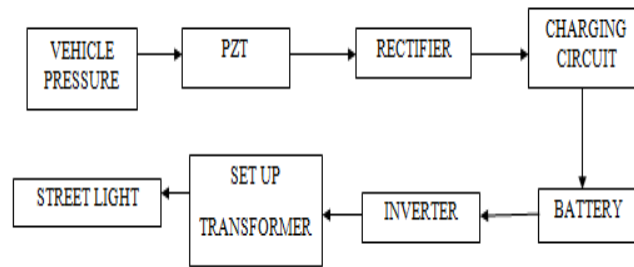 VEHICLE
PRESSURE
PZT
RECTIFIER
CHARGING
CIRCUIT
BATTERY
INVERTER
SET UP
TRANSFORMER
STREET LIGHT